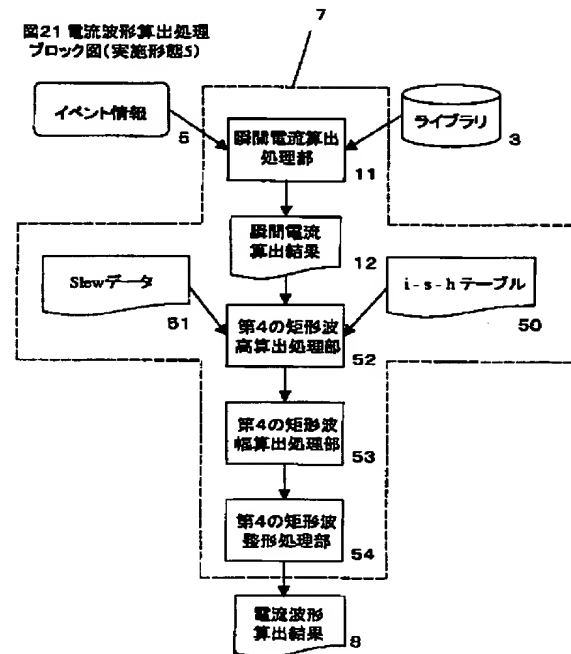 図21 電流波形算出処理
ブロック図(実施形態5)
7
イベント情報
5
ライブラリ
3
瞬間電流算出
処理部
11
瞬間電流
算出結果
12
Slewデータ
51
i - s - h テーブル
50
第4の矩形波
高算出処理部
52
第4の矩形波
幅算出処理部
53
第4の矩形波
整形処理部
54
電流波形
算出結果
8